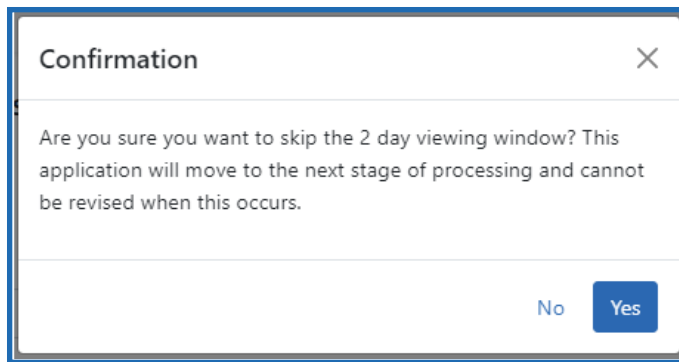 Confirmation
Are you sure you want to skip the 2 day viewing window? This
application will move to the next stage of processing and cannot
be revised when this occurs.
No Yes